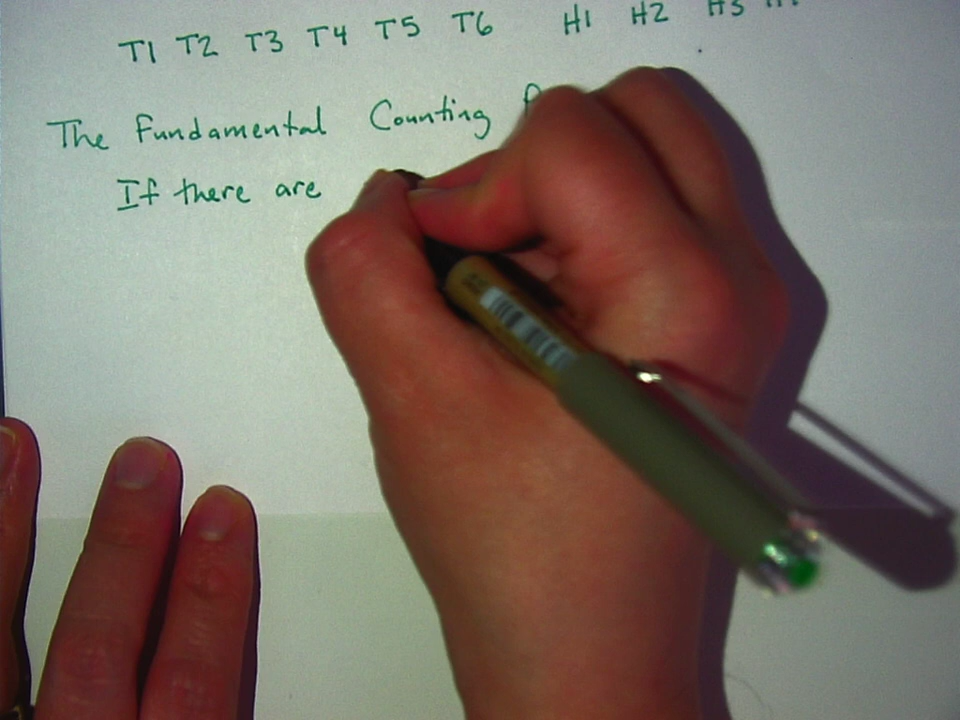 T1 T2 T3 T4 T5 T6 H1 H2 H3
The Fundamental Counting
If there are